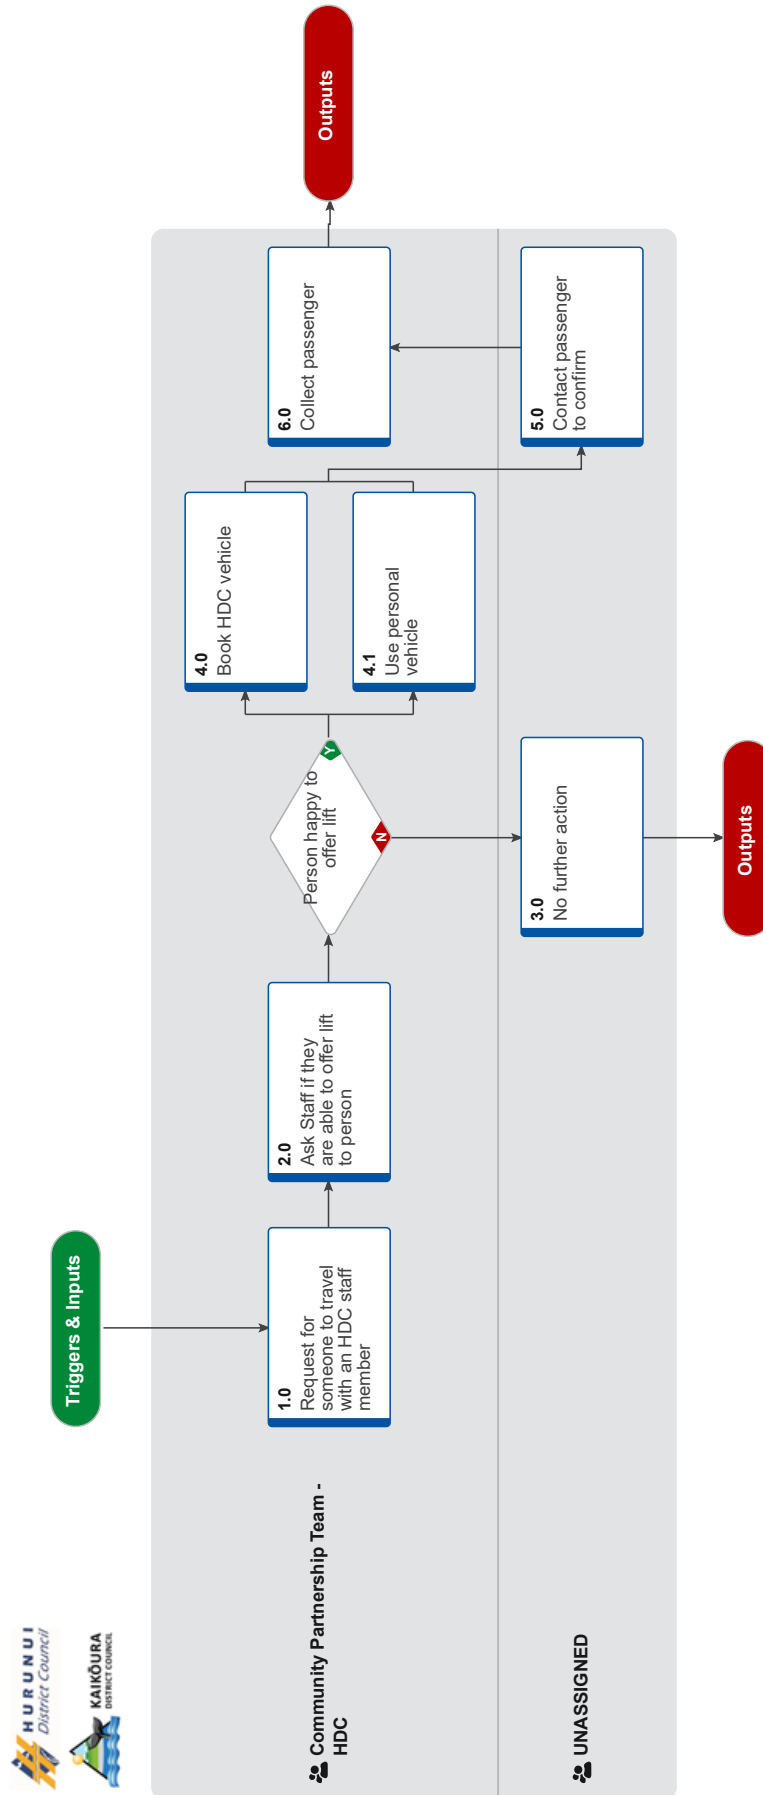 HURUNUI
District Council
KAIKŌURA
DISTRICT COUNCIL
Triggers & Inputs
Community Partnership Team -
HDC
1.0
Request for
someone to travel
with an HDC staff
member
2.0
Ask Staff if they
are able to offer lift
to person
Person happy to
offer lift
Y
N
4.0
Book HDC vehicle
4.1
Use personal
vehicle
6.0
Collect passenger
Outputs
UNASSIGNED
3.0
No further action
5.0
Contact passenger
to confirm
Outputs